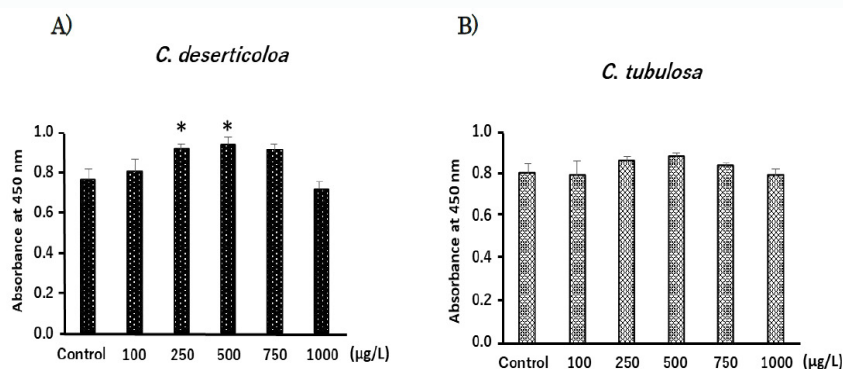 A)
C. deserticoloa
Absorbance at 450 nm
1.0
0.8
0.6
0.4
0.2
0.0
* *
Control 100 250 500 750 1000 (μg/L)
B)
C. tubulosa
Absorbance at 450 nm
1.0
0.8
0.6
0.4
0.2
0.0
Control 100 250 500 750 1000 (μg/L)